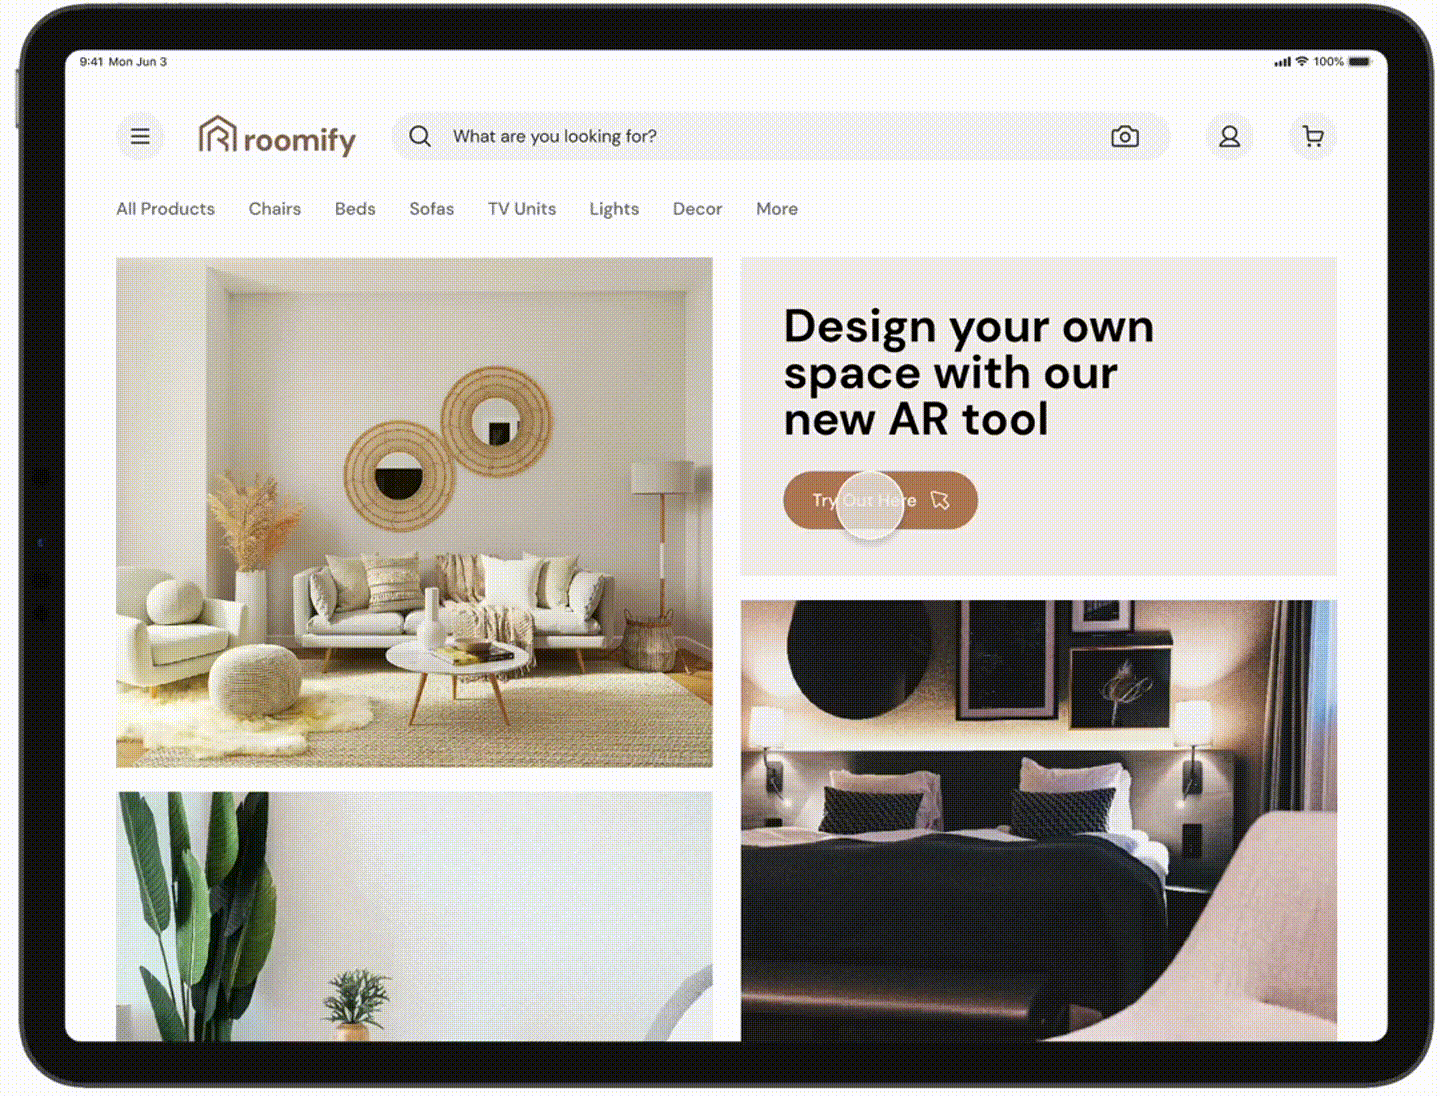 9:41 Mon Jun 3
100%
roomify
What are you looking for?
All Products Chairs Beds Sofas TV Units Lights Decor More
Design your own
space with our
new AR tool
Try Out Here